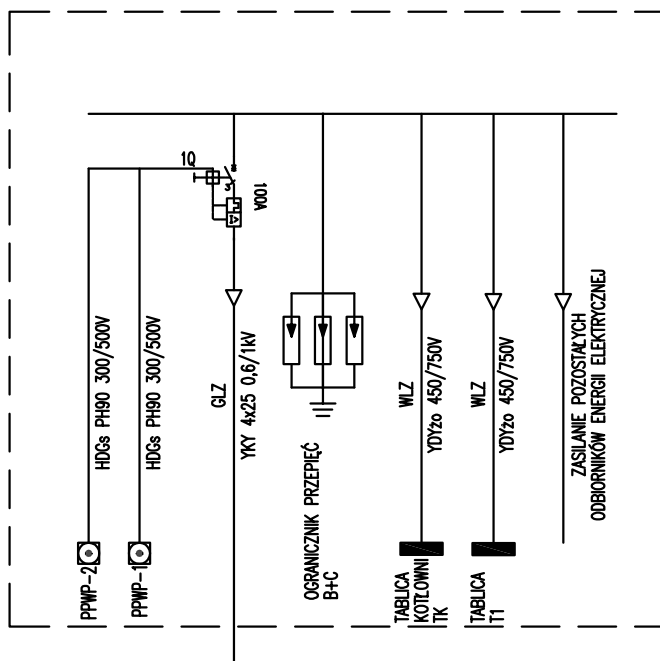 1Q
3
100A
I>
HDGs PH90 300/500V
HDGs PH90 300/500V
PPWP-2
PPWP-1
GLZ
YKY 4x25 0,6/1kV
OGRANICZNIK PRZEPIĘĆ
B+C
WLZ
YDYżo 450/750V
TABLICA
KOTŁOWNI
TK
WLZ
YDYżo 450/750V
TABLICA
T1
ZASILANIE POZOSTAŁYCH
ODBIORNIKÓW ENERGII ELEKTRYCZNEJ